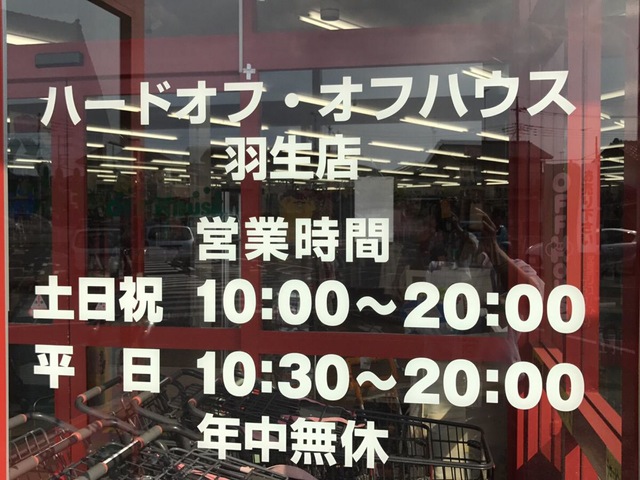 ハードオフ・オフハウス
羽生店
営業時間
土日祝 10:00～20:00
平　日 10:30～20:00
年中無休